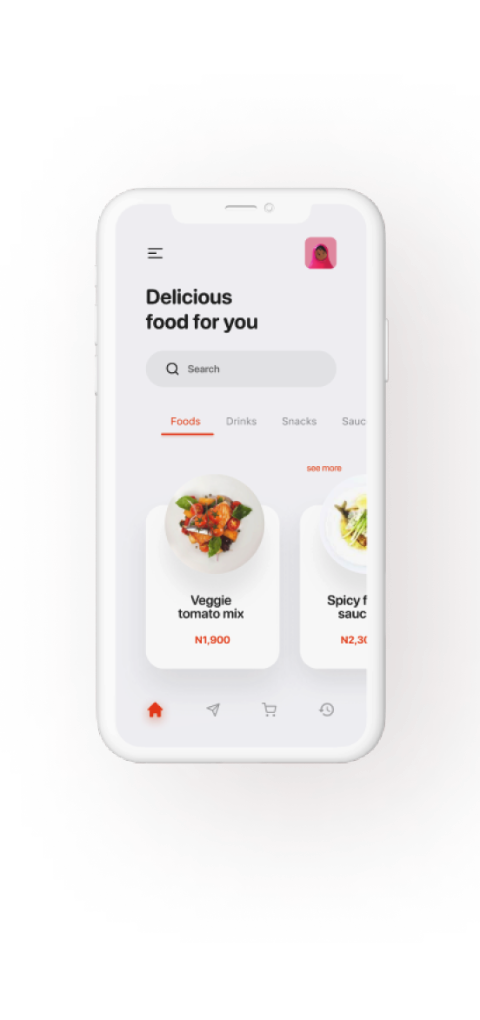 Delicious
food for you
Search
Foods Drinks Snacks Sauc
see more
Veggie
tomato mix
N1,900
Spicy f
sauc
N2,30